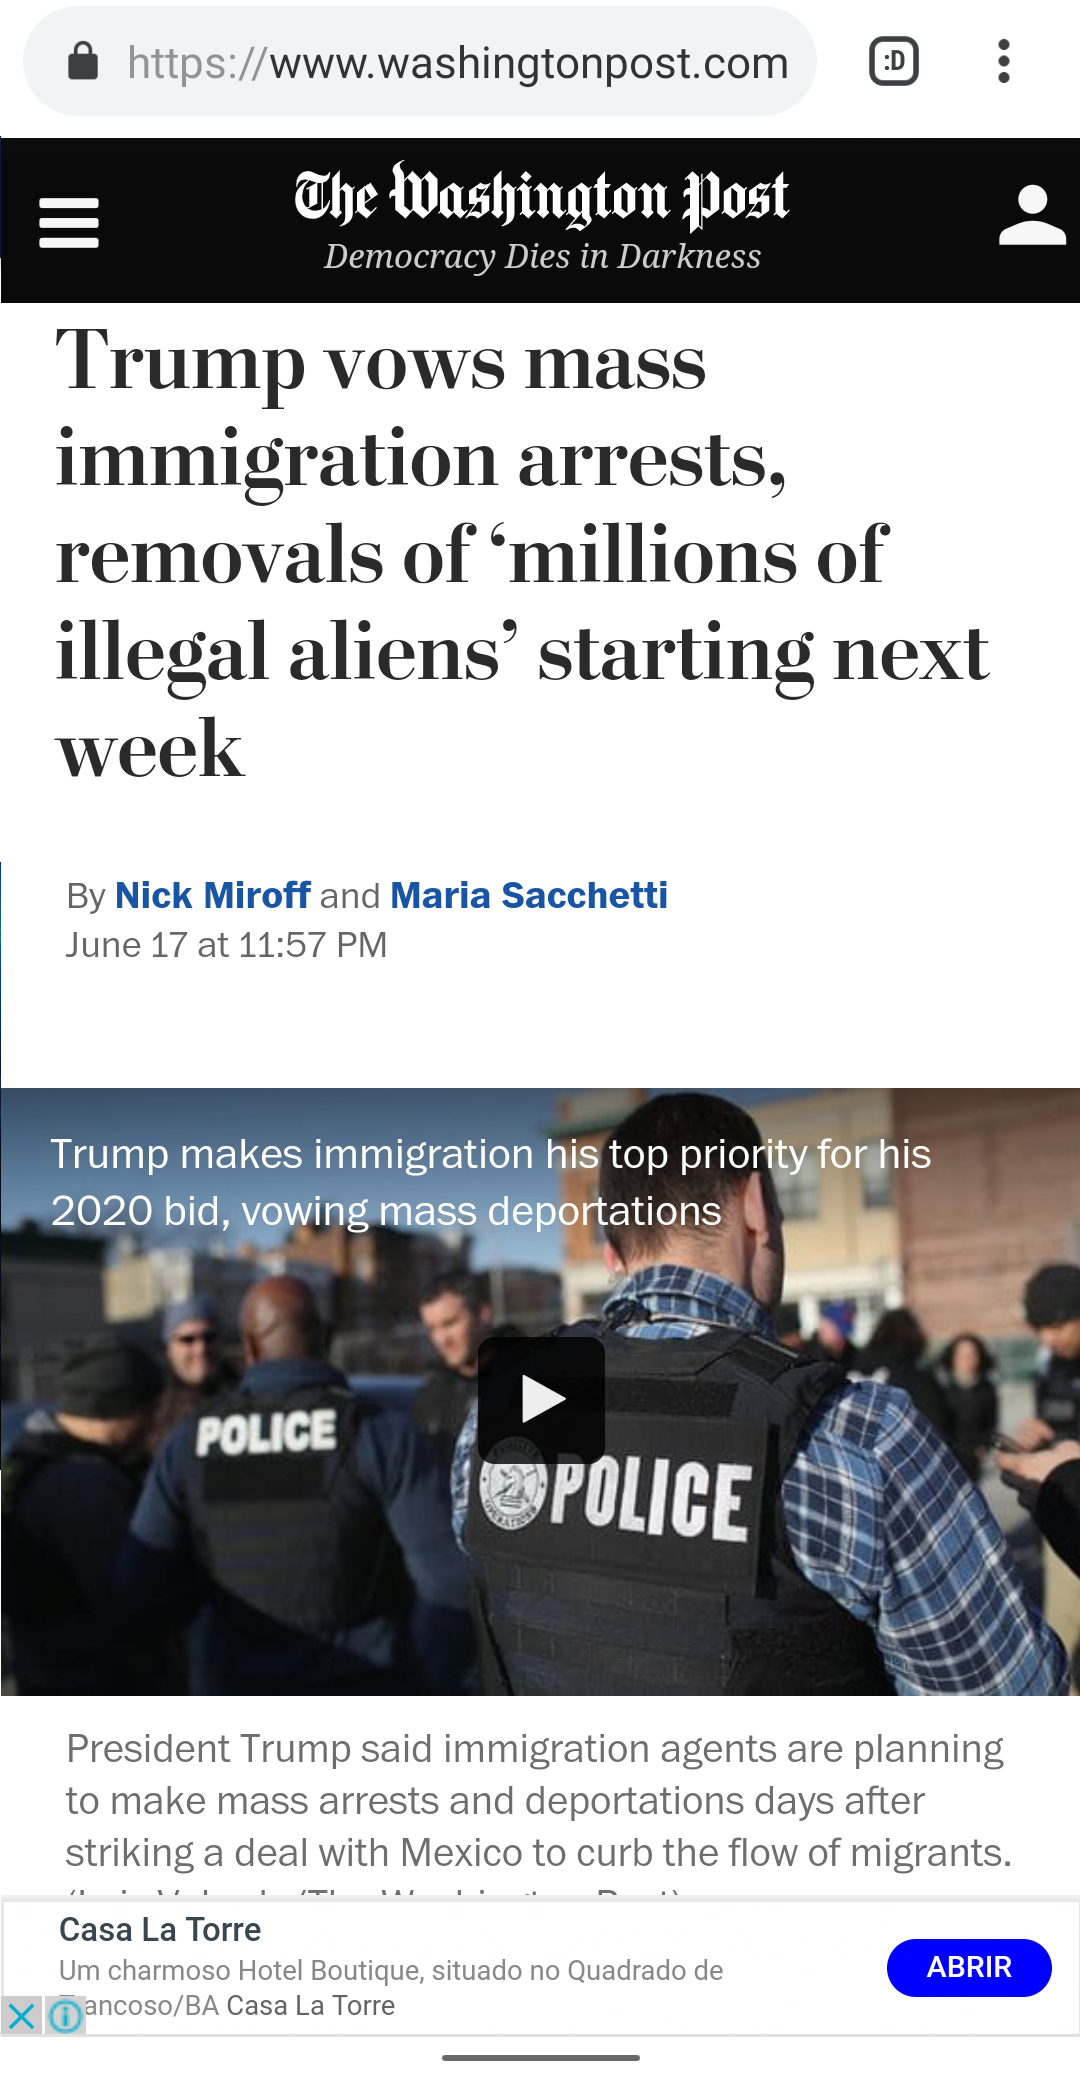 https://www.washingtonpost.com
:D
The Washington Post
Democracy Dies in Darkness
Trump vows mass
immigration arrests,
removals of ‘millions of
illegal aliens’ starting next
week
By Nick Miroff and Maria Sacchetti
June 17 at 11:57 PM
Trump makes immigration his top priority for his
2020 bid, vowing mass deportations
POLICE
POLICE
President Trump said immigration agents are planning
to make mass arrests and deportations days after
striking a deal with Mexico to curb the flow of migrants.
Casa La Torre
Um charmoso Hotel Boutique, situado no Quadrado de
ancoso/BA Casa La Torre
ABRIR